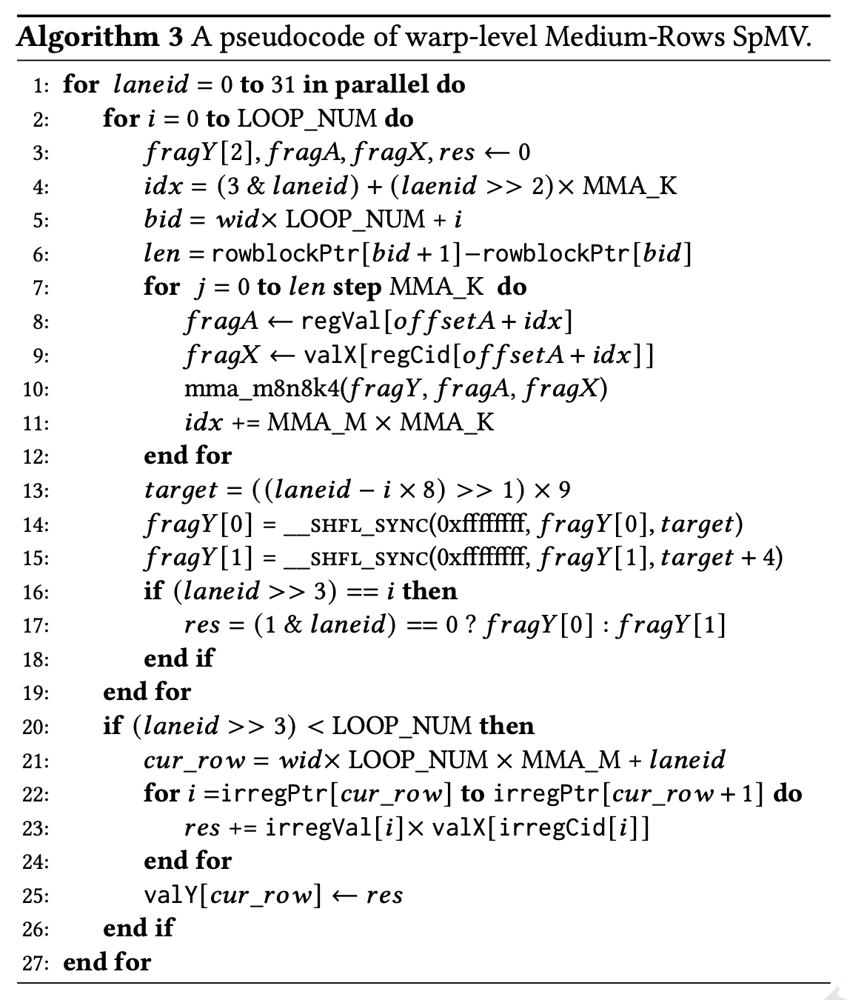 Algorithm 3 A pseudocode of warp-level Medium-Rows SpMV.
1: for laneid = 0 to 31 in parallel do
2: for i = 0 to LOOP_NUM do
3: fragY[2], fragA, fragX, res ← 0
4: idx = (3 & laneid) + (laenid >> 2)× MMA_K
5: bid = wid× LOOP_NUM + i
6: len = rowblockPtr[bid + 1]−rowblockPtr[bid]
7: for j = 0 to len step MMA_K do
8: fragA ← regVal[offsetA + idx]
9: fragX ← valX[regCid[offsetA + idx]]
10: mma_m8n8k4(fragY, fragA, fragX)
11: idx += MMA_M × MMA_K
12: end for
13: target = ((laneid − i × 8) >> 1) × 9
14: fragY[0] = __SHFL_SYNC(0xffffffff, fragY[0], target)
15: fragY[1] = __SHFL_SYNC(0xffffffff, fragY[1], target + 4)
16: if (laneid >> 3) == i then
17: res = (1 & laneid) == 0 ? fragY[0] : fragY[1]
18: end if
19: end for
20: if (laneid >> 3) < LOOP_NUM then
21: cur_row = wid× LOOP_NUM × MMA_M + laneid
22: for i =irregPtr[cur_row] to irregPtr[cur_row + 1] do
23: res += irregVal[i]× valX[irregCid[i]]
24: end for
25: valY[cur_row] ← res
26: end if
27: end for